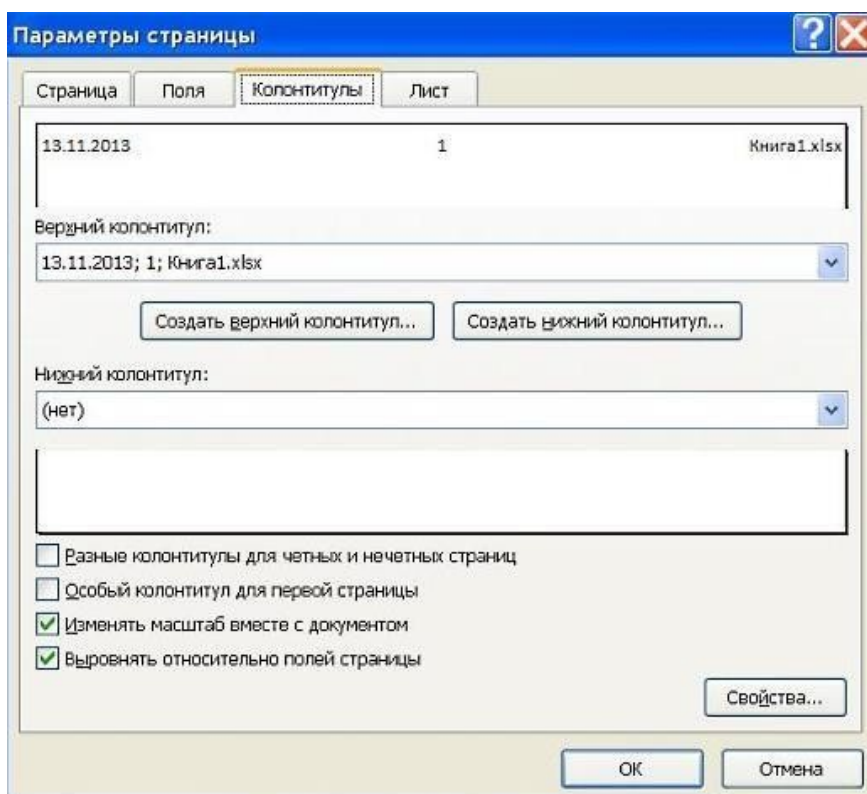 Параметры страницы
Страница Поля Колонтитулы Лист
13.11.2013 1 Книга1.xlsx
Верхний колонтитул:
13.11.2013; 1; Книга1.xlsx
Создать верхний колонтитул... Создать нижний колонтитул...
Нижний колонтитул:
(нет)
Разные колонтитулы для четных и нечетных страниц
Особый колонтитул для первой страницы
Изменять масштаб вместе с документом
Выровнять относительно полей страницы
Свойства...
ОК Отмена